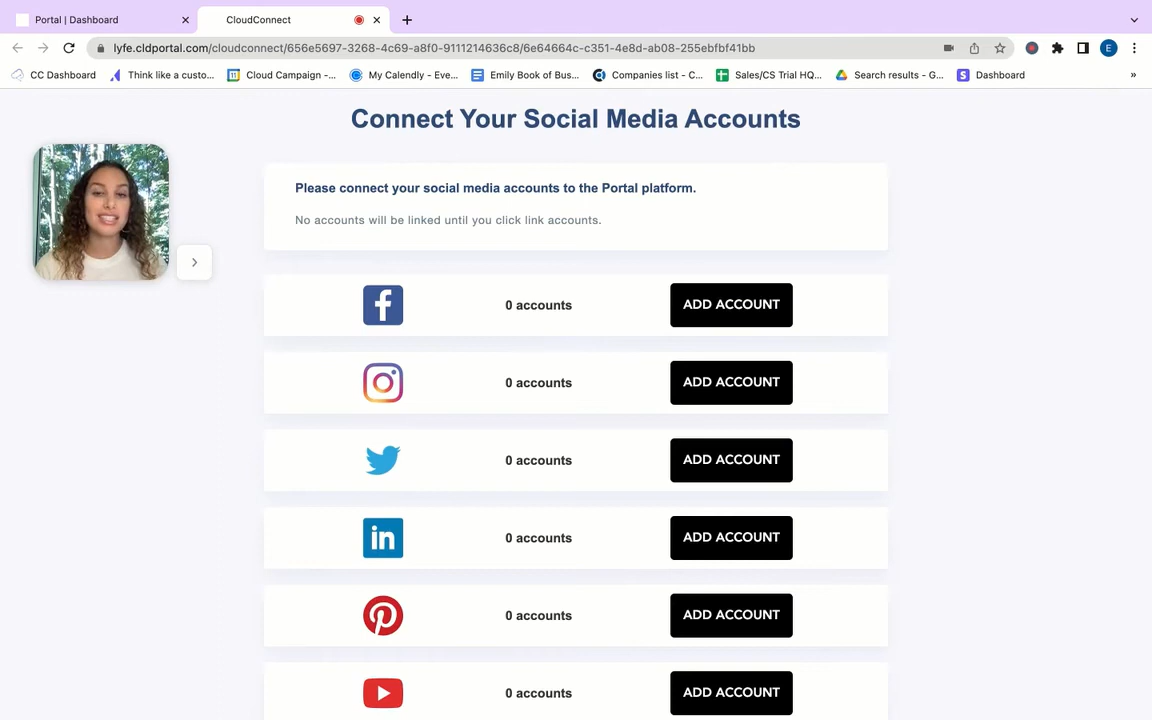 Portal | Dashboard
CloudConnect
lyfe.cldportal.com/cloudconnect/656e5697-3268-4c69-a8f0-9111214636c8/6e64664c-c351-4e8d-ab08-255ebfbf41bb
E
CC Dashboard
Think like a custo...
Cloud Campaign -...
My Calendly - Eve...
Emily Book of Bus...
Companies list - C...
Sales/CS Trial HQ...
Search results - G...
Dashboard
»
Connect Your Social Media Accounts
Please connect your social media accounts to the Portal platform.
No accounts will be linked until you click link accounts.
0 accounts
ADD ACCOUNT
0 accounts
ADD ACCOUNT
0 accounts
ADD ACCOUNT
in
0 accounts
ADD ACCOUNT
0 accounts
ADD ACCOUNT
0 accounts
ADD ACCOUNT